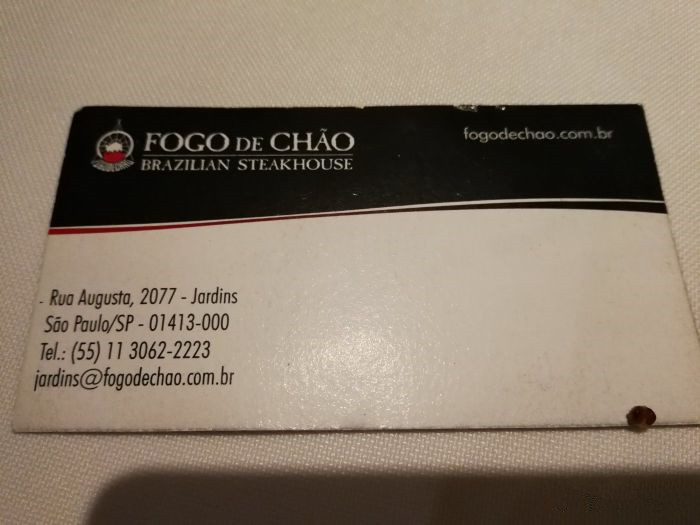 FOGO DE CHÃO
BRAZILIAN STEAKHOUSE
fogodechao.com.br
- Rua Augusta, 2077 - Jardins
São Paulo/SP - 01413-000
Tel.: (55) 11 3062-2223
jardins@fogodechao.com.br